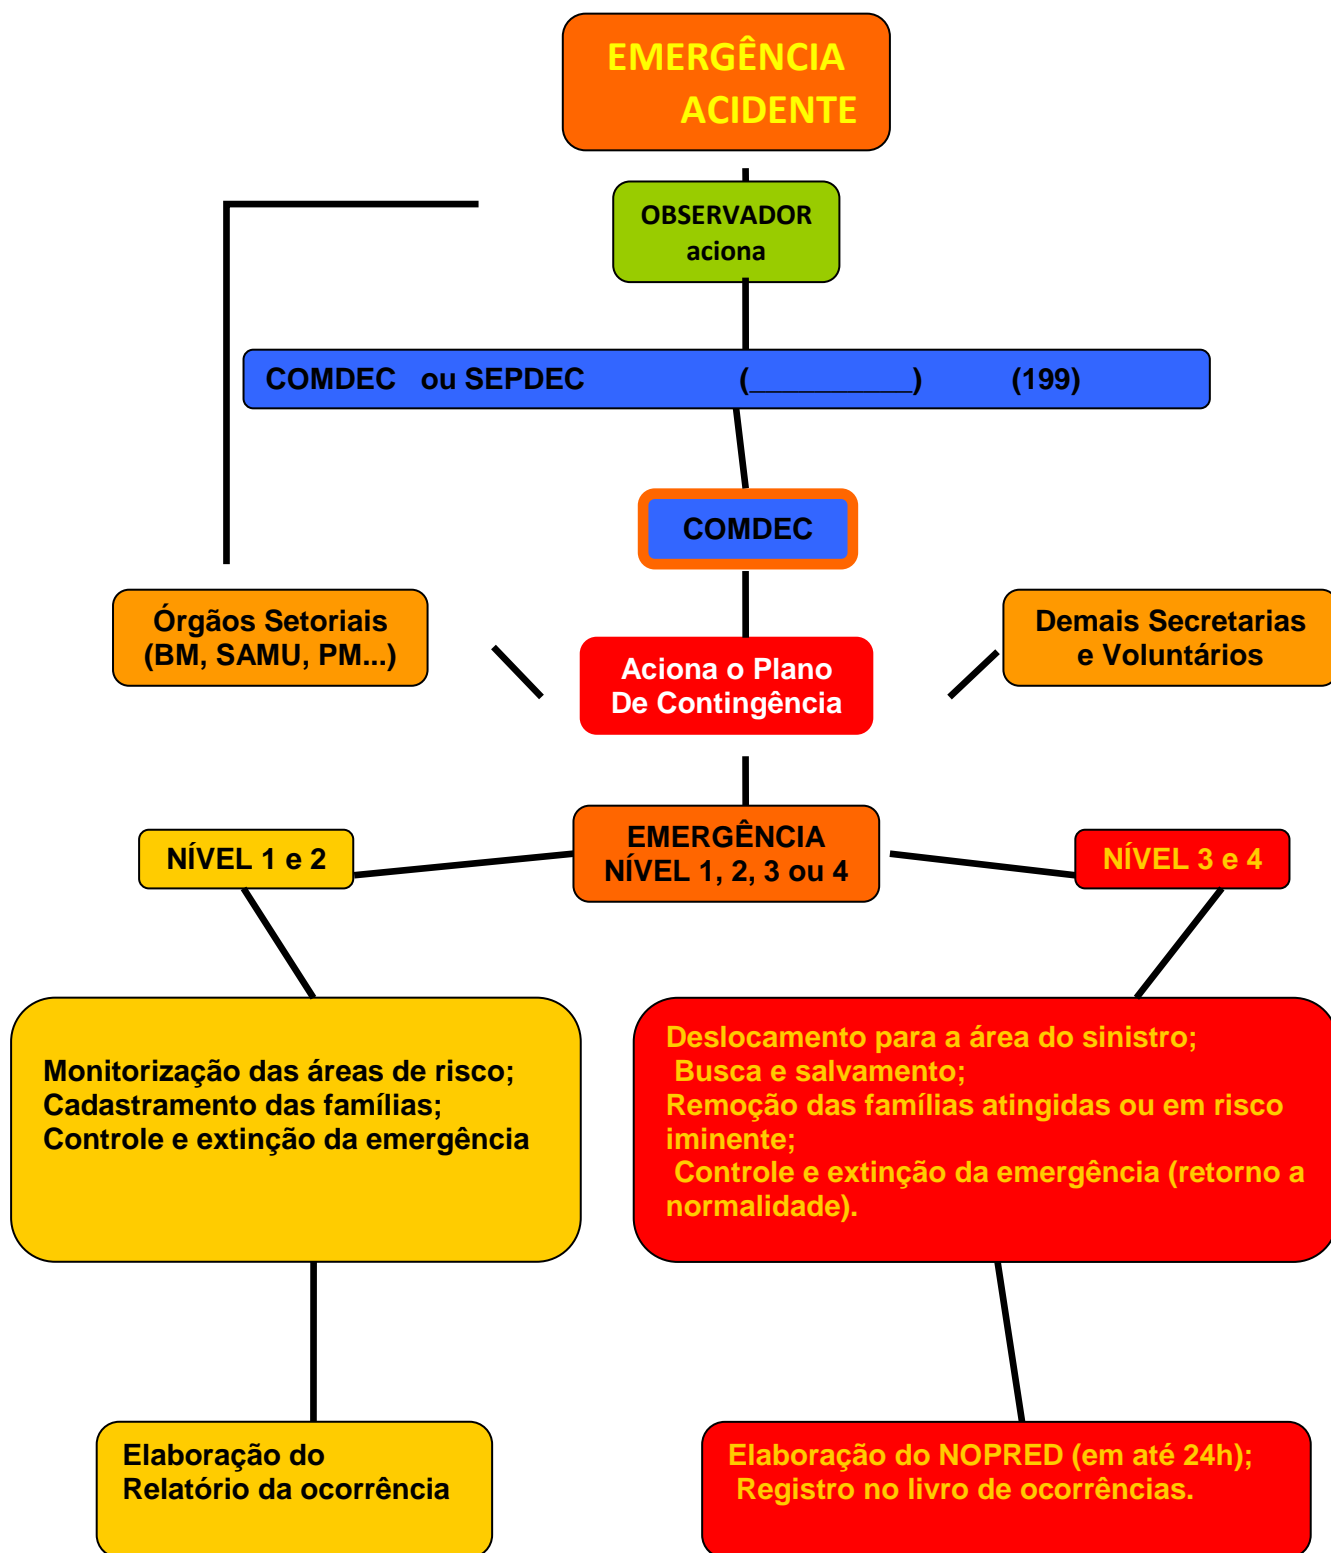 EMERGÊNCIA
ACIDENTE
OBSERVADOR
aciona
COMDEC ou SEPDEC (__________) (199)
COMDEC
Órgãos Setoriais
(BM, SAMU, PM...)
Aciona o Plano
De Contingência
Demais Secretarias
e Voluntários
NÍVEL 1 e 2
EMERGÊNCIA
NÍVEL 1, 2, 3 ou 4
NÍVEL 3 e 4
Monitorização das áreas de risco;
Cadastramento das famílias;
Controle e extinção da emergência
Deslocamento para a área do sinistro;
Busca e salvamento;
Remoção das famílias atingidas ou em risco
iminente;
Controle e extinção da emergência (retorno a
normalidade).
Elaboração do
Relatório da ocorrência
Elaboração do NOPRED (em até 24h);
Registro no livro de ocorrências.